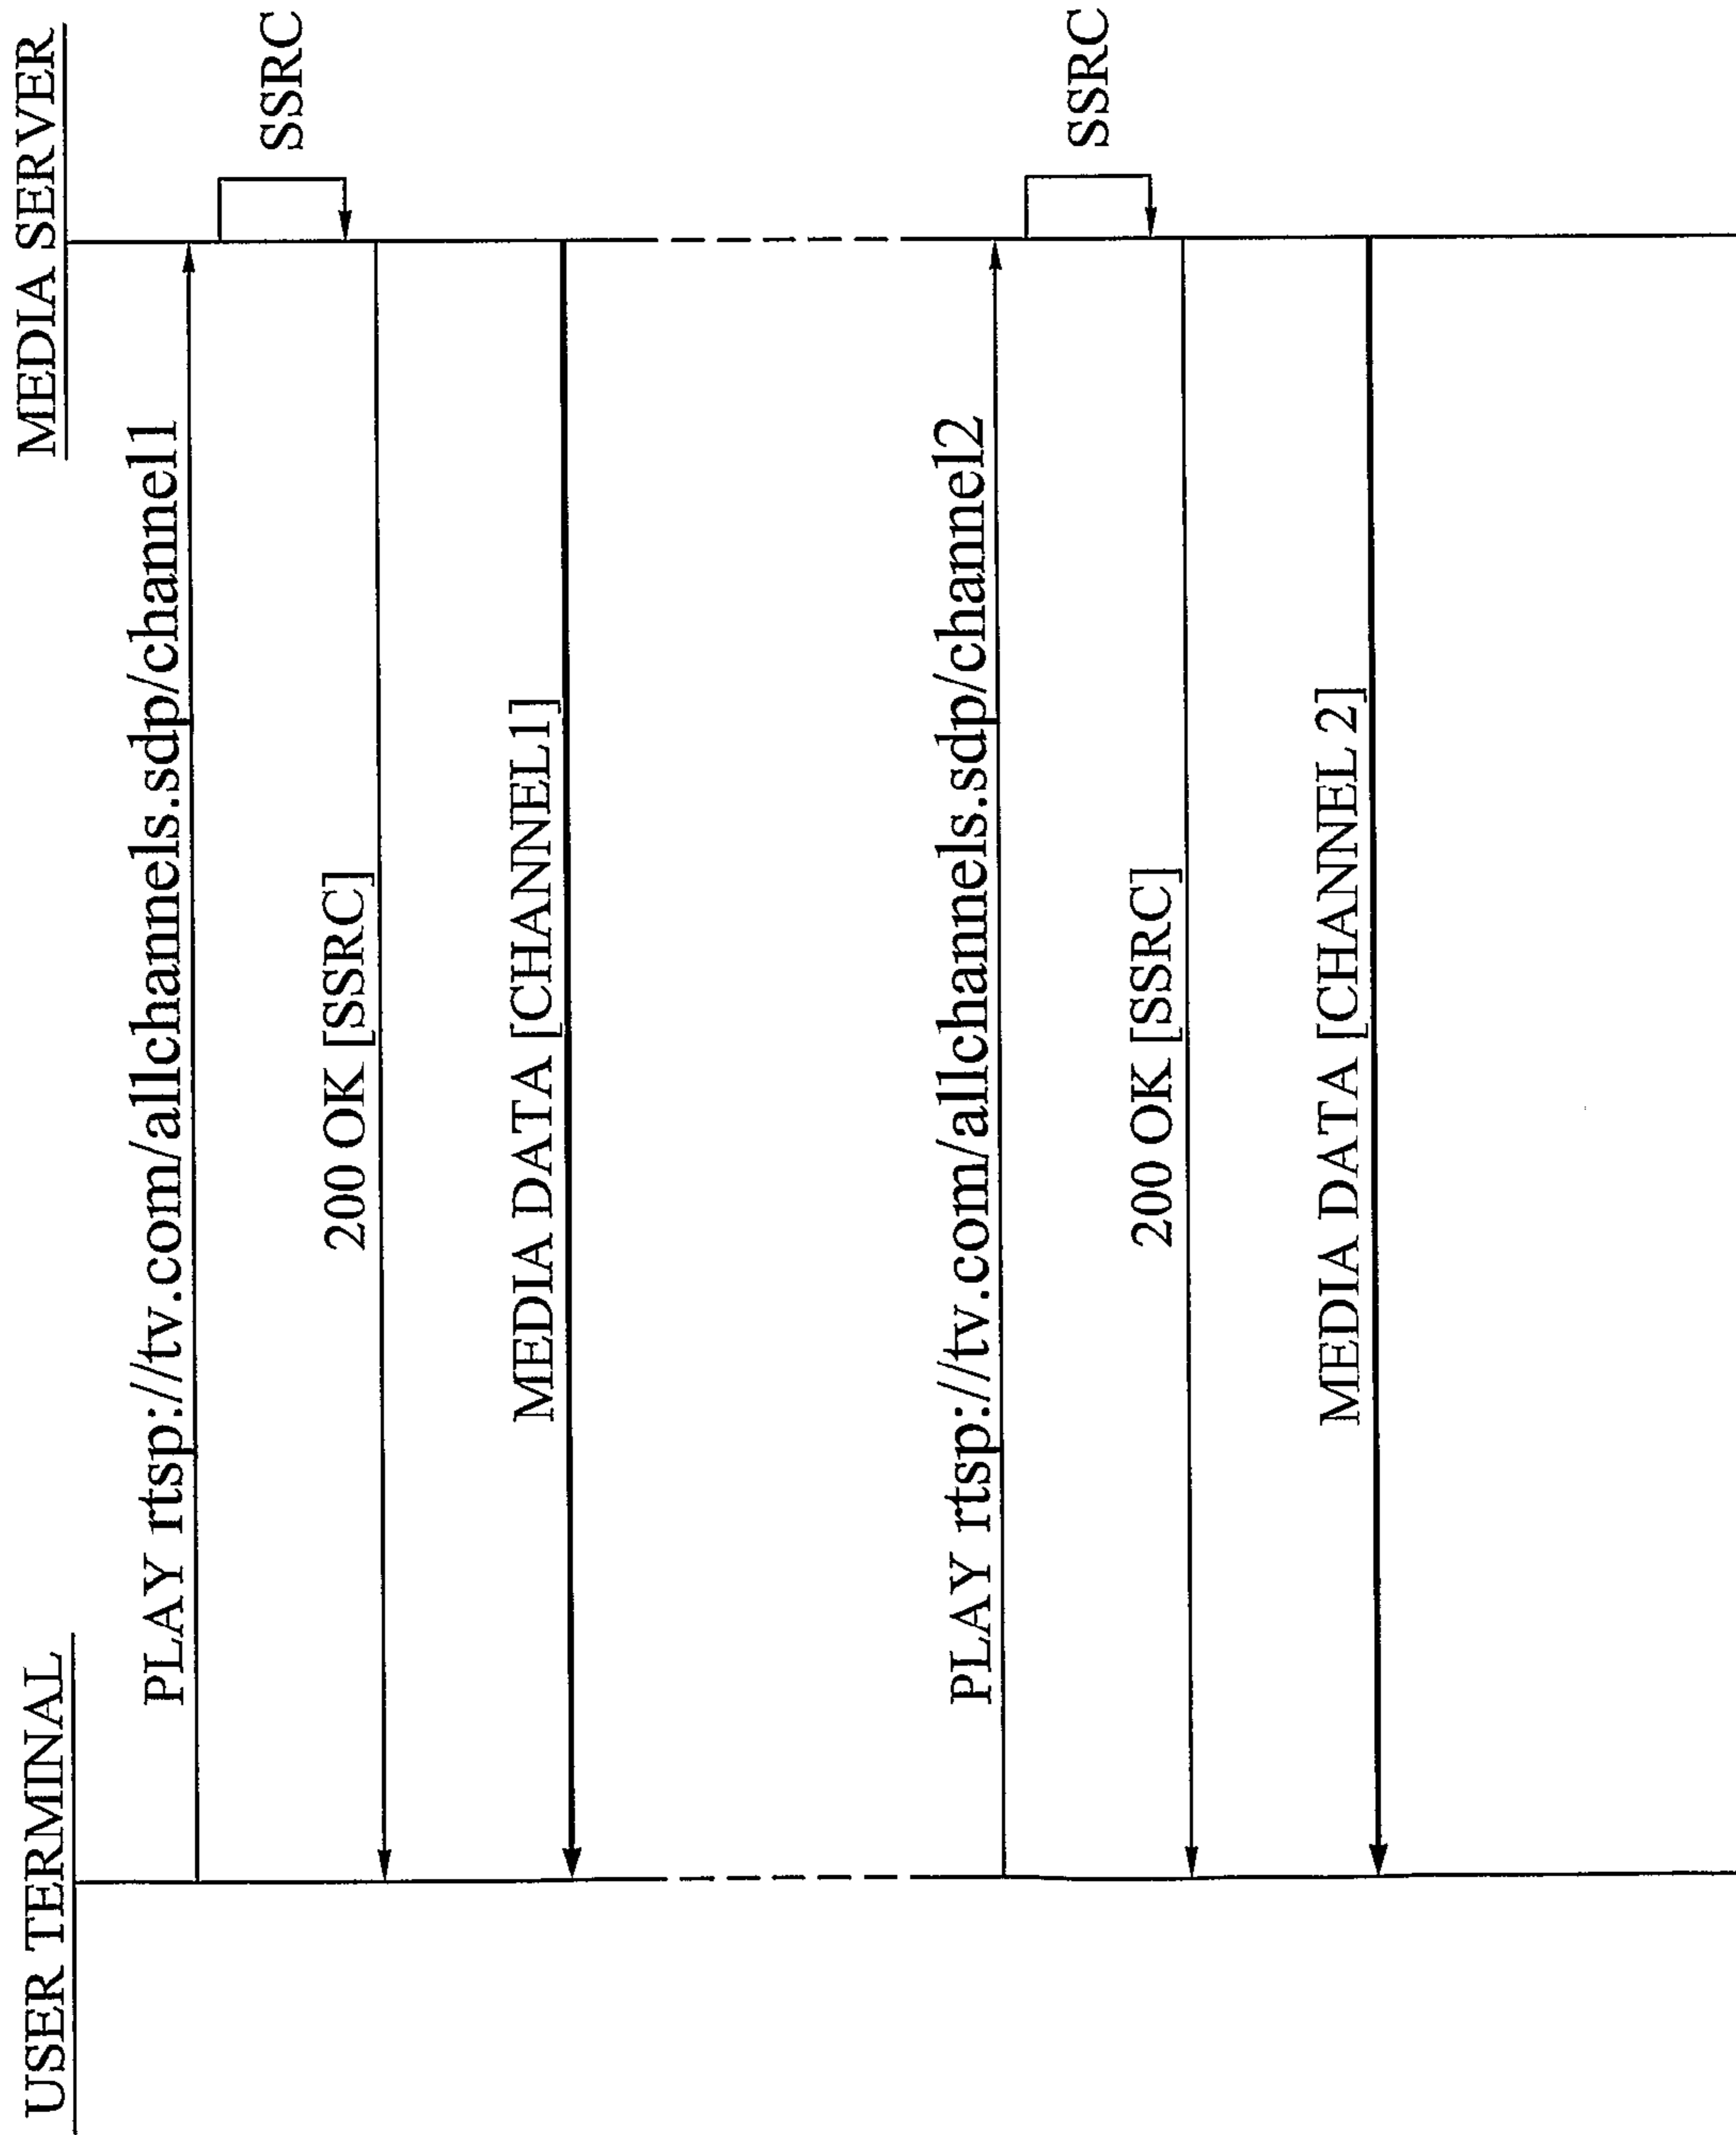 USER TERMINAL
MEDIA SERVER
PLAY rtsp://tv.com/allchannels.sdp/channel1
SSRC
200 OK [SSRC]
MEDIA DATA [CHANNEL1]
PLAY rtsp://tv.com/allchannels.sdp/channel2
SSRC
200 OK [SSRC]
MEDIA DATA [CHANNEL 2]